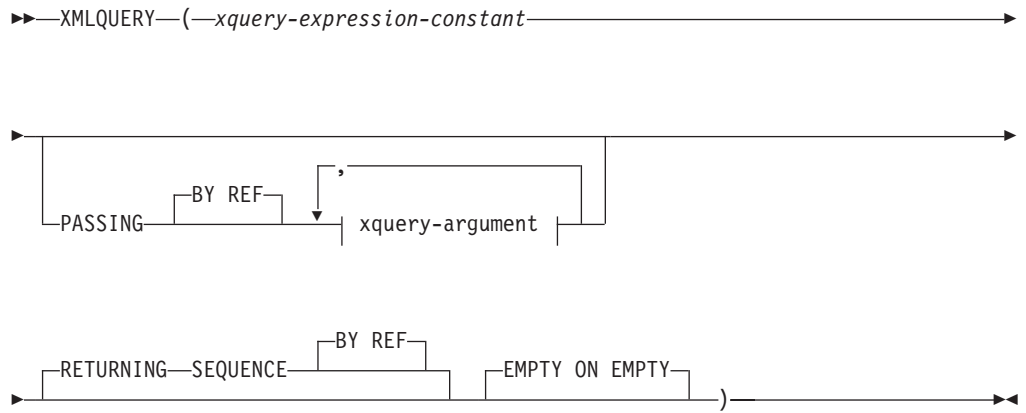 XMLQUERY ( xquery-expression-constant
,
BY REF
PASSING xquery-argument
BY REF
RETURNING SEQUENCE EMPTY ON EMPTY
)